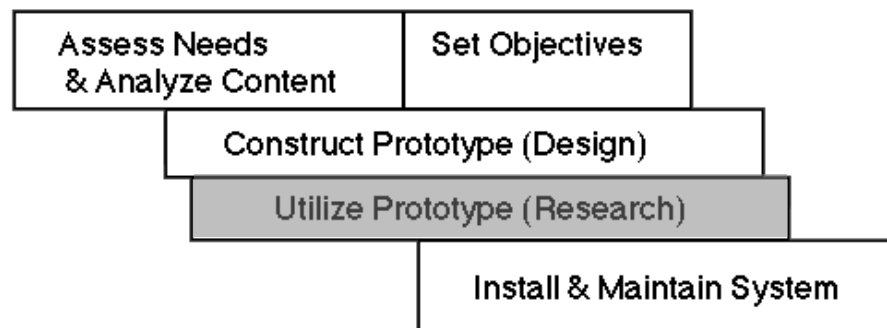 Assess Needs
& Analyze Content
Set Objectives
Construct Prototype (Design)
Utilize Prototype (Research)
Install & Maintain System